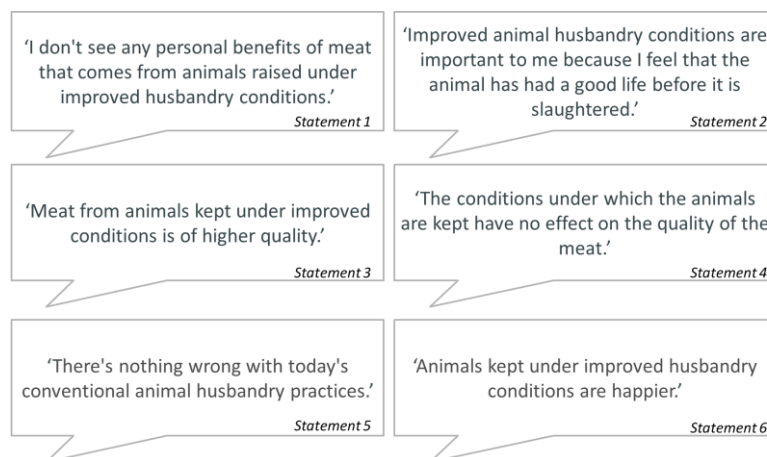 ‘I don't see any personal benefits of meat
that comes from animals raised under
improved husbandry conditions.’
Statement 1
‘Improved animal husbandry conditions are
important to me because I feel that the
animal has had a good life before it is
slaughtered.’
Statement 2
‘Meat from animals kept under improved
conditions is of higher quality.’
Statement 3
‘The conditions under which the animals
are kept have no effect on the quality of the
meat.’
Statement 4
‘There's nothing wrong with today's
conventional animal husbandry practices.’
Statement 5
‘Animals kept under improved husbandry
conditions are happier.’
Statement 6